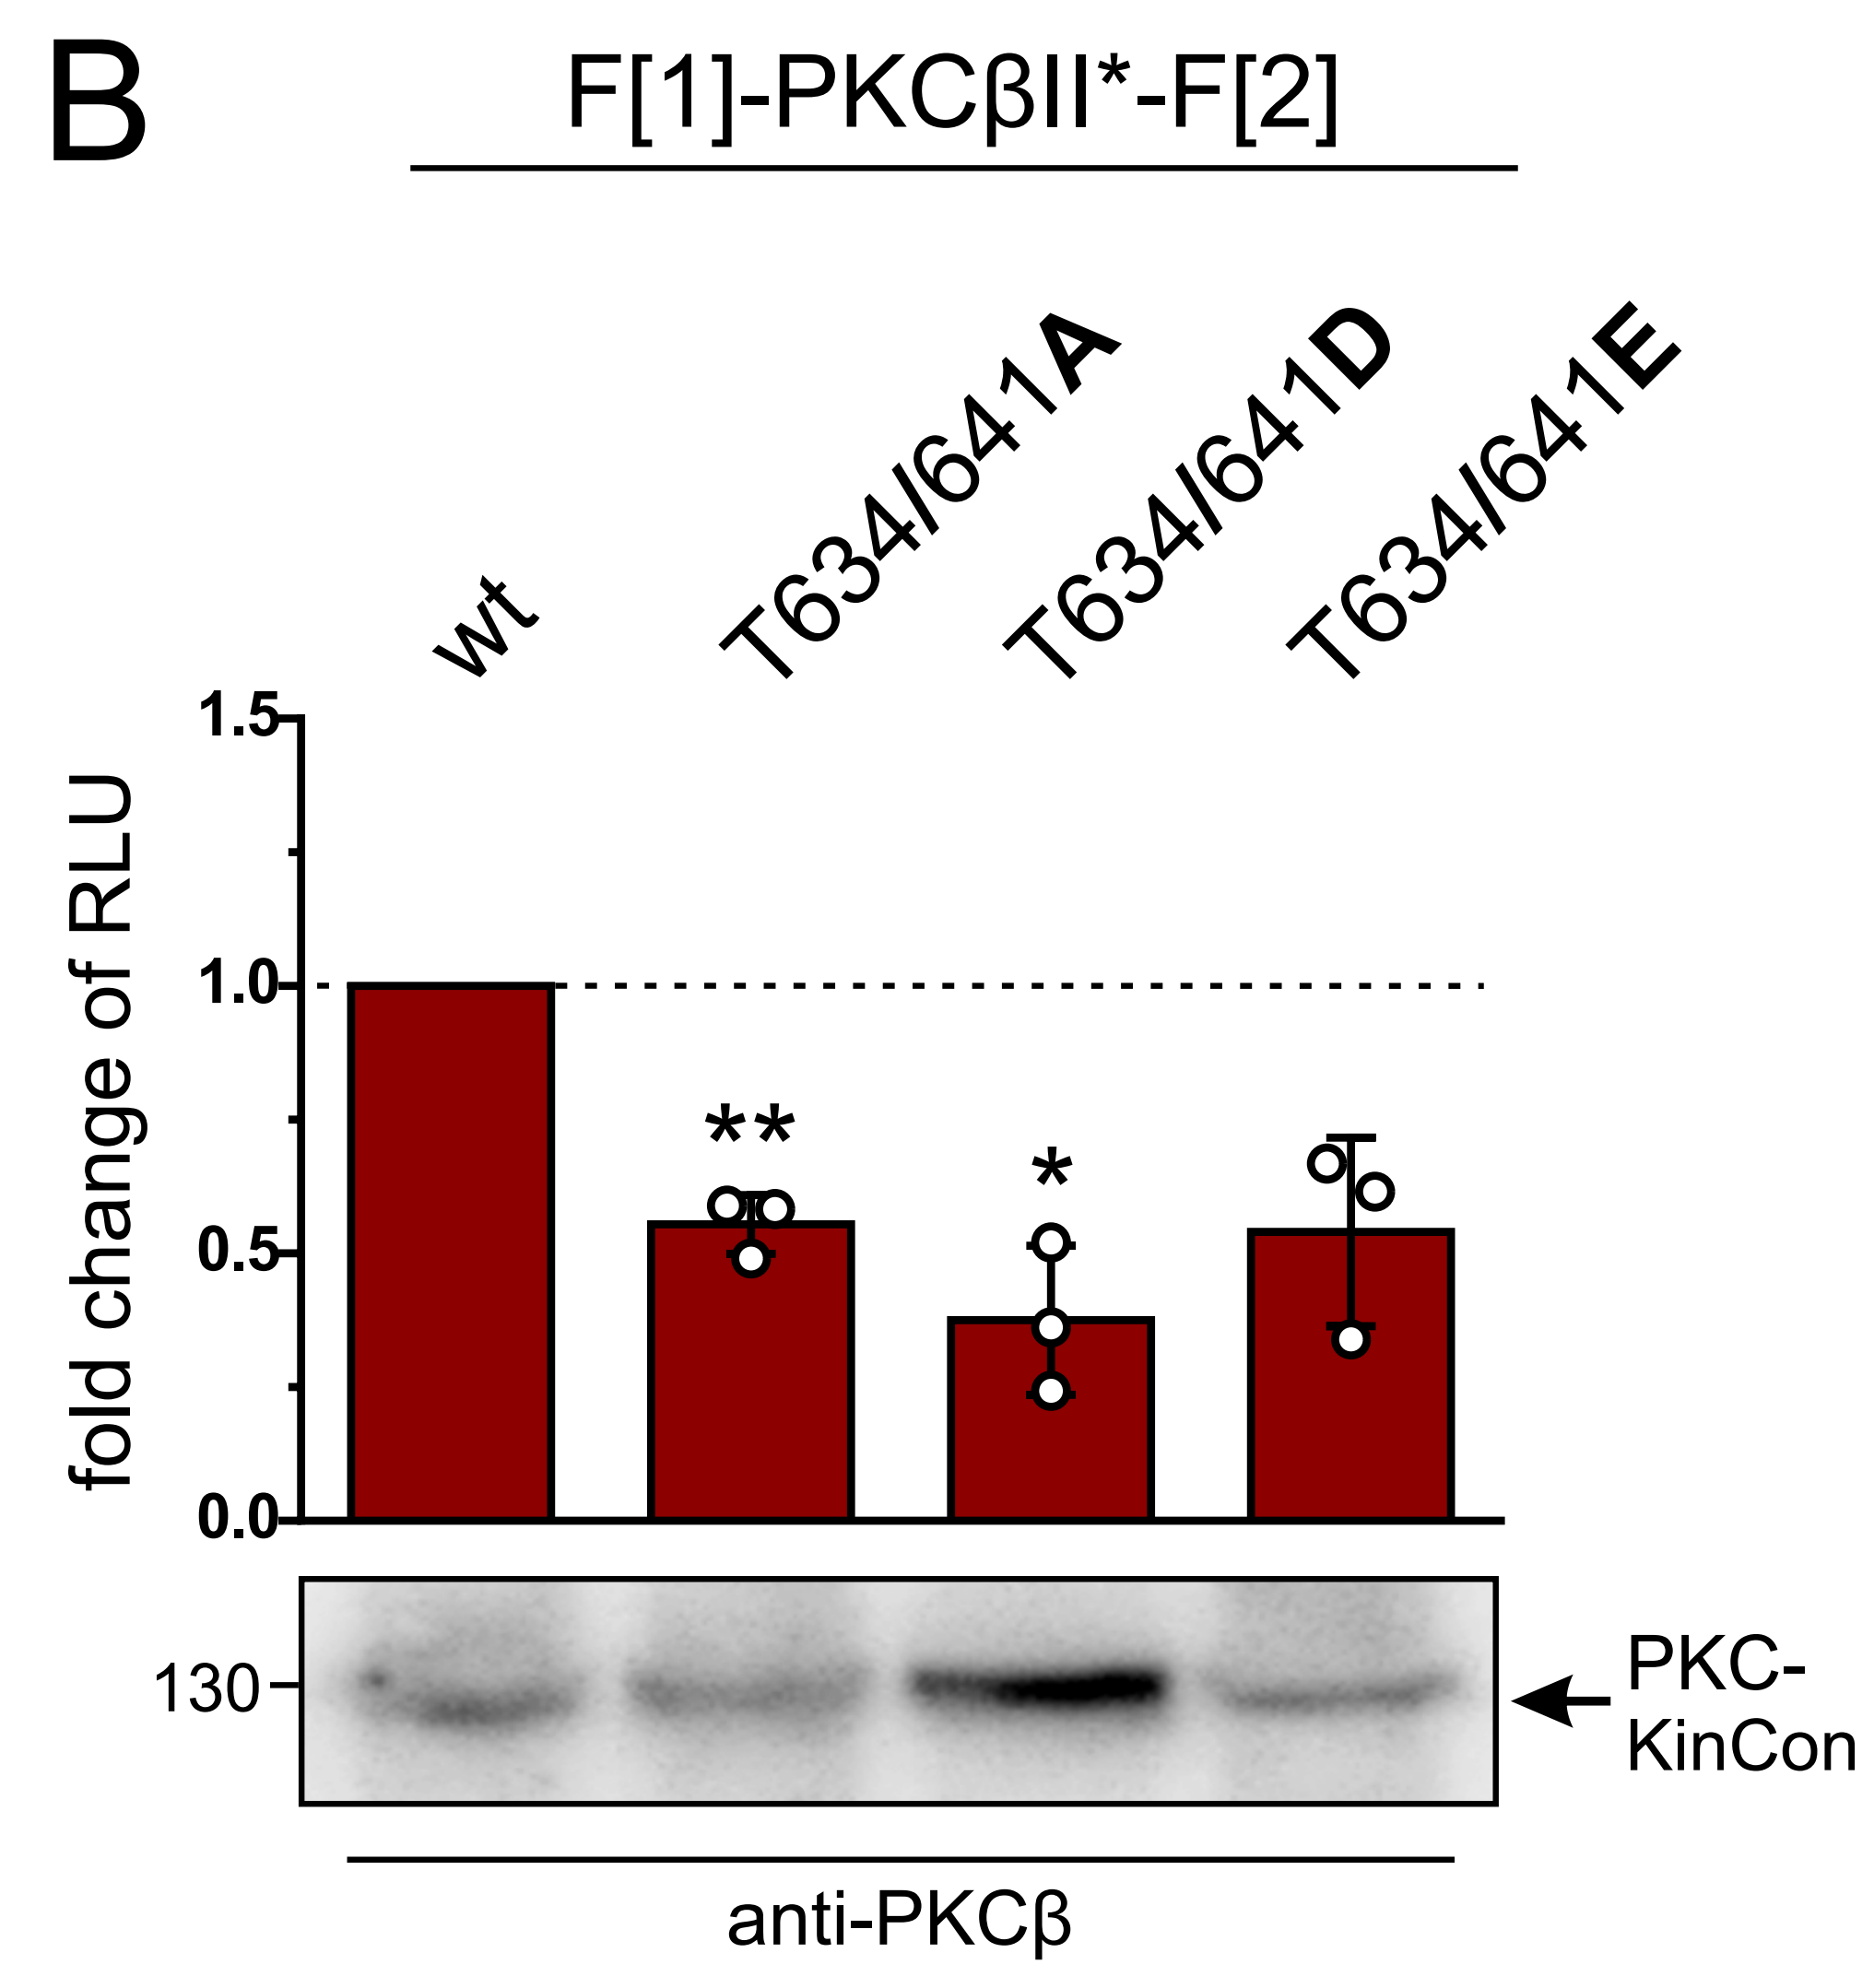 B
F[1]-PKCβII*-F[2]
wt
T634/641A
T634/641D
T634/641E
fold change of RLU
1.5
1.0
0.5
0.0
**
*
130
PKC-
KinCon
anti-PKCβ